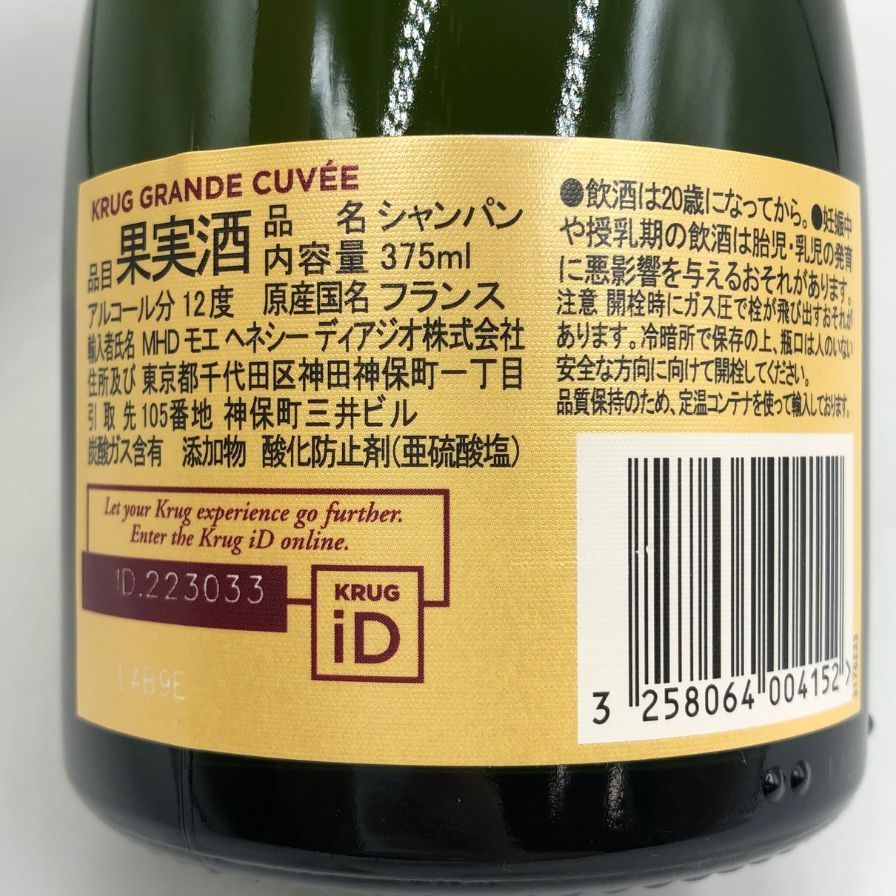 KRUG GRANDE CUVÉE
品目 果実酒 品 名 シャンパン
内容量 375ml
アルコール分 12度 原産国名 フランス
輸入者氏名 MHD モエ ヘネシー ディアジオ株式会社
住所及び 東京都千代田区神田神保町一丁目
引取先 105番地 神保町三井ビル
炭酸ガス含有 添加物 酸化防止剤(亜硫酸塩)
Let your Krug experience go further.
Enter the Krug iD online.
ID.223033
KRUG
iD
LAB9E
●飲酒は20歳になってから。●妊娠中
や授乳期の飲酒は胎児・乳児の発育
に悪影響を与えるおそれがあります。
注意 開栓時にガス圧で栓が飛び出すおそれが
あります。冷暗所で保存の上、瓶口は人のいない
安全な方向に向けて開栓してください。
品質保持のため、定温コンテナを使って輸入しております。
3 258064 004152>